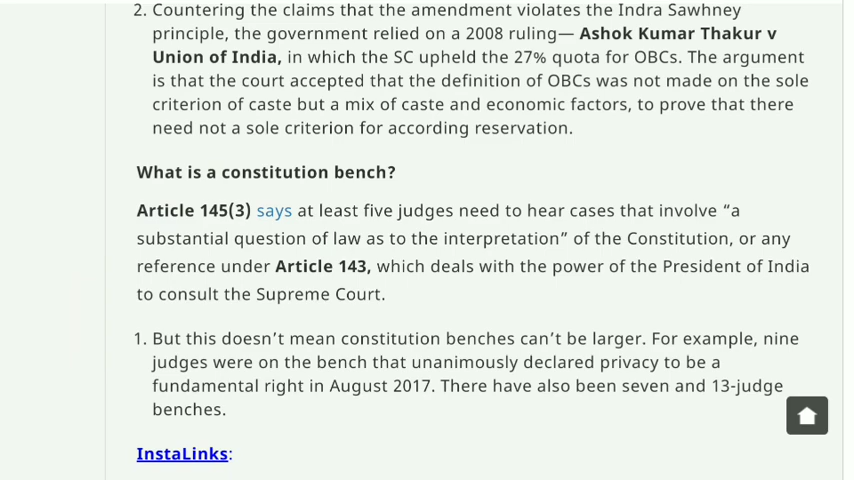 2. Countering the claims that the amendment violates the Indra Sawhney
principle, the government relied on a 2008 ruling— Ashok Kumar Thakur v
Union of India, in which the SC upheld the 27% quota for OBCs. The argument
is that the court accepted that the definition of OBCs was not made on the sole
criterion of caste but a mix of caste and economic factors, to prove that there
need not a sole criterion for according reservation.
What is a constitution bench?
Article 145(3) says at least five judges need to hear cases that involve “a
substantial question of law as to the interpretation” of the Constitution, or any
reference under Article 143, which deals with the power of the President of India
to consult the Supreme Court.
1. But this doesn’t mean constitution benches can’t be larger. For example, nine
judges were on the bench that unanimously declared privacy to be a
fundamental right in August 2017. There have also been seven and 13-judge
benches.
InstaLinks: